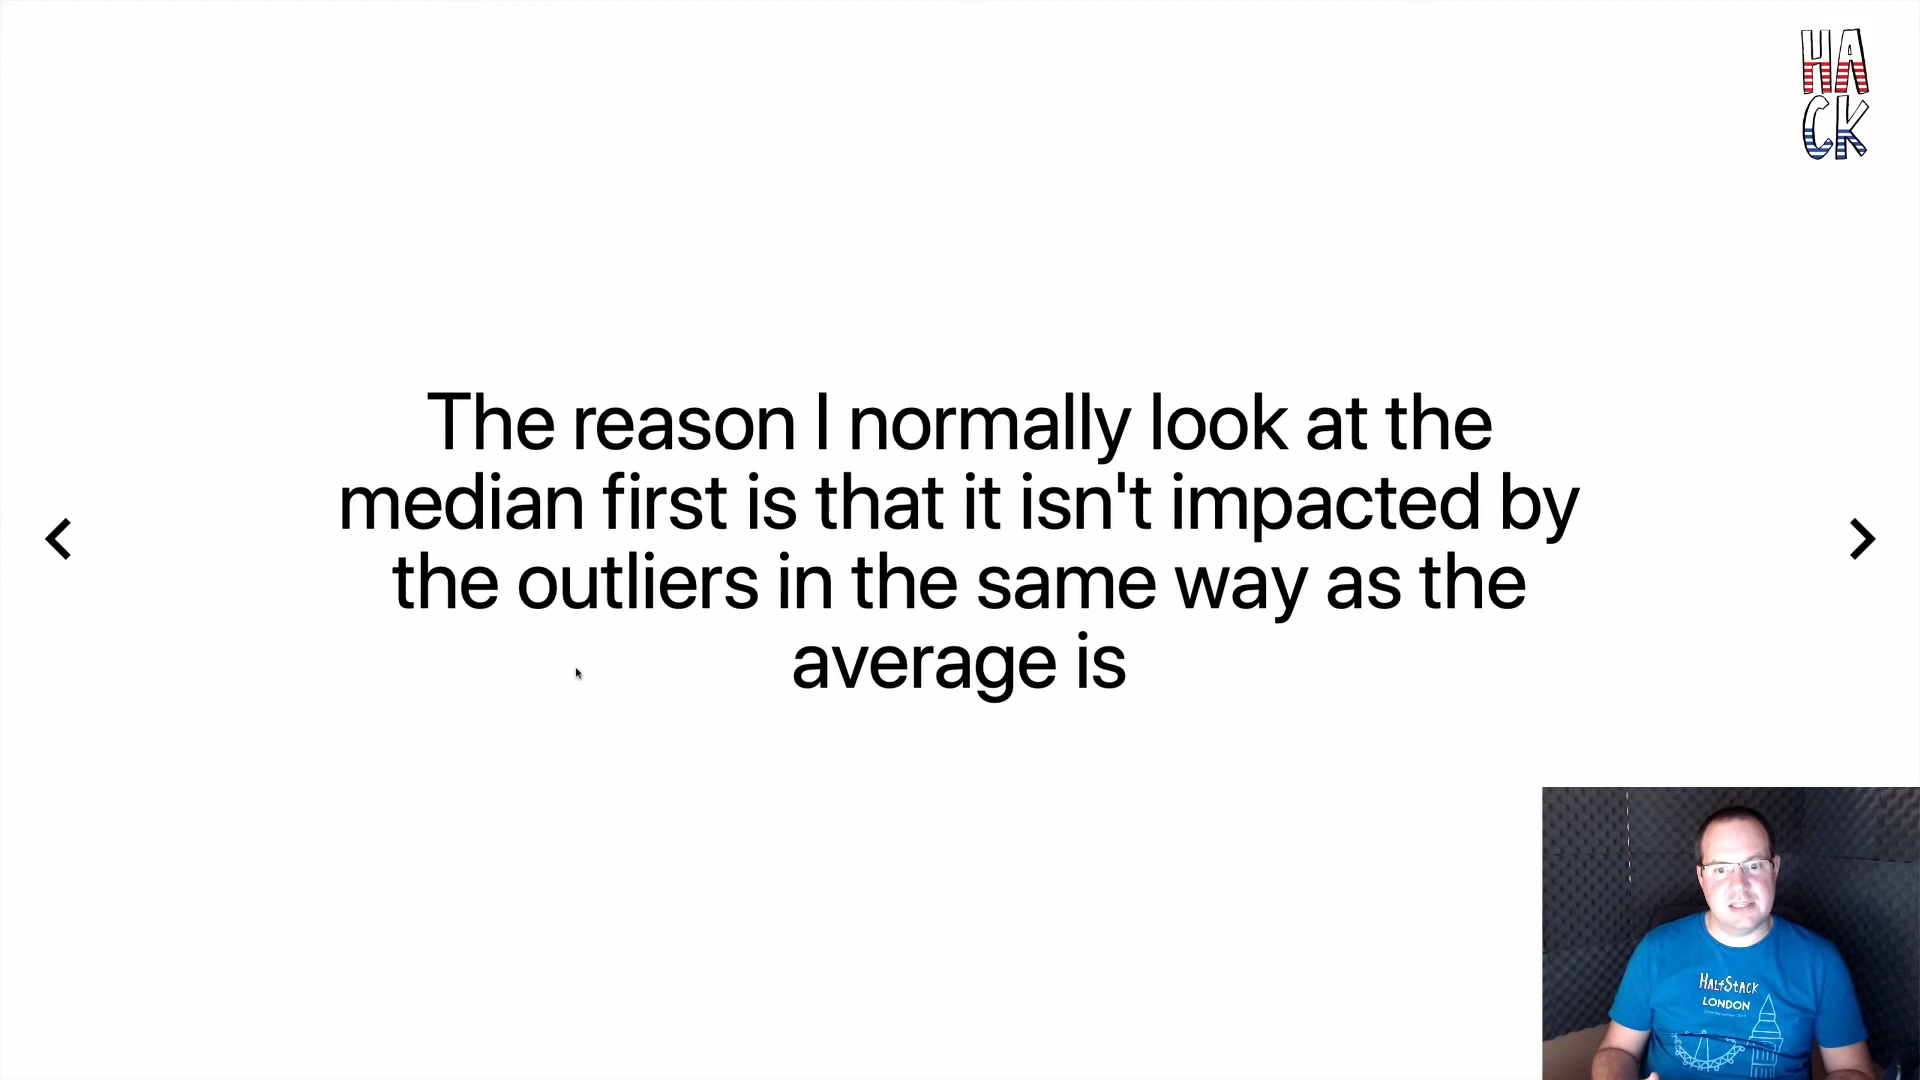 HA
CK
The reason I normally look at the
median first is that it isn't impacted by
the outliers in the same way as the
average is
HALFSTACK
LONDON